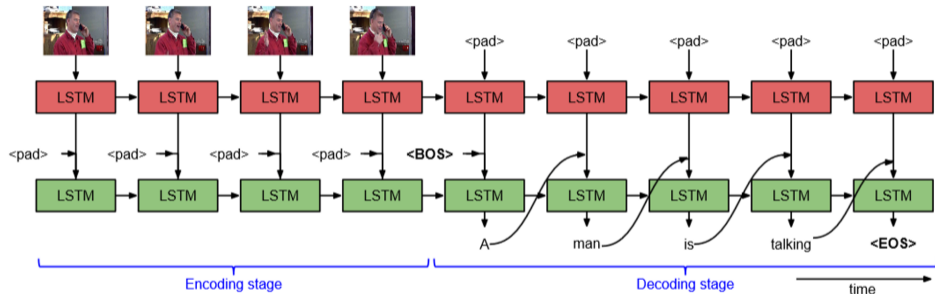 <pad> <pad> <pad> <pad> <pad>
LSTM LSTM LSTM LSTM LSTM LSTM LSTM LSTM LSTM
<pad> <pad> <pad> <pad> <BOS>
LSTM LSTM LSTM LSTM LSTM LSTM LSTM LSTM LSTM
A man is talking <EOS>
Encoding stage Decoding stage
time